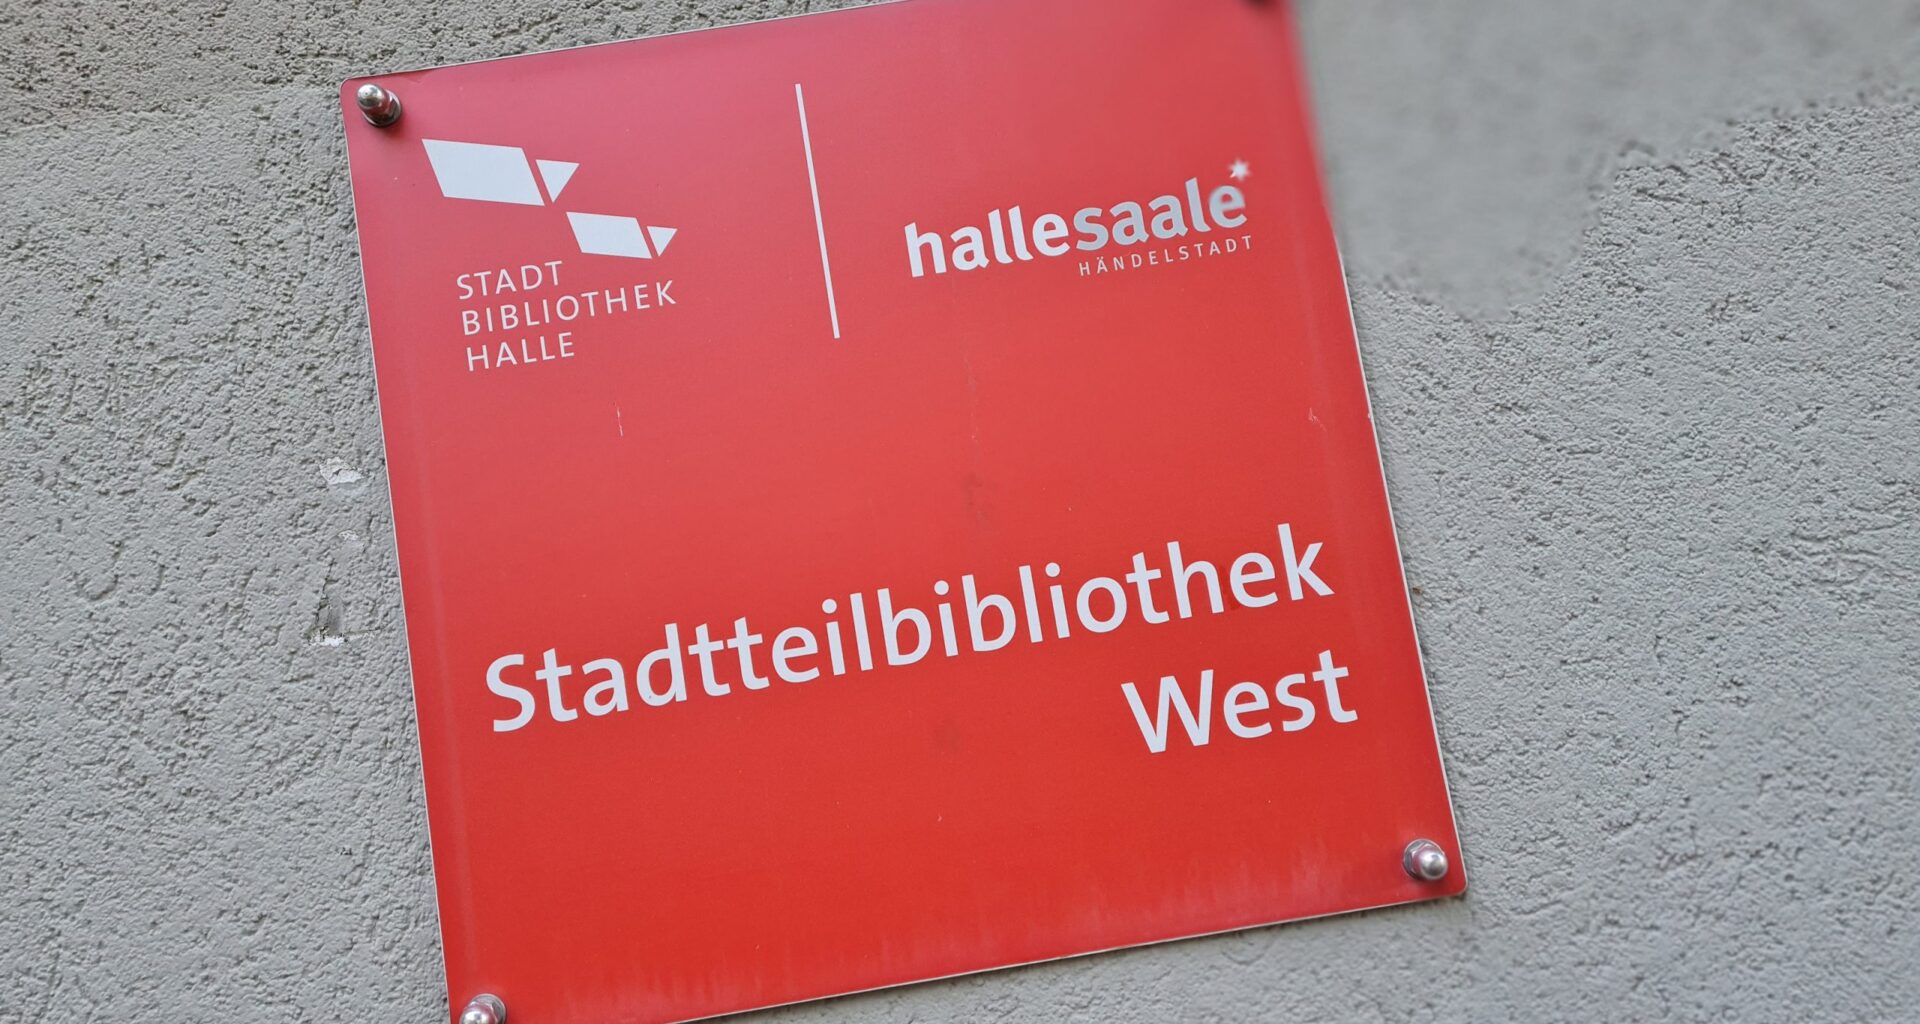 STADT
BIBLIOTHEK
HALLE
hallesaale
HÄNDELSTADT
Stadtteilbibliothek
West